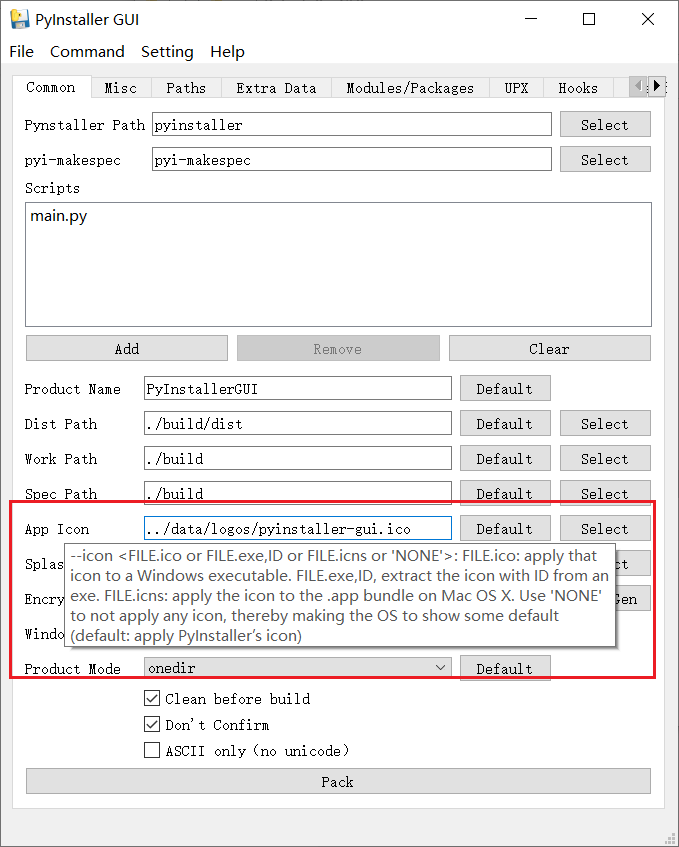 PyInstaller GUI
File Command Setting Help
Common Misc Paths Extra Data Modules/Packages UPX Hooks
Pynstaller Path pyinstaller Select
pyi-makespec pyi-makespec Select
Scripts
main.py
Add Remove Clear
Product Name PyInstallerGUI Default
Dist Path ./build/dist Default Select
Work Path ./build Default Select
Spec Path ./build Default Select
App Icon ../data/logos/pyinstaller-gui.ico Default Select
Splas
--icon <FILE.ico or FILE.exe,ID or FILE.icns or 'NONE'>: FILE.ico: apply that
icon to a Windows executable. FILE.exe,ID, extract the icon with ID from an
exe. FILE.icns: apply the icon to the .app bundle on Mac OS X. Use 'NONE'
to not apply any icon, thereby making the OS to show some default
(default: apply PyInstaller’s icon)
Encry Gen
Windo
Product Mode onedir Default
Clean before build
Don't Confirm
ASCII only (no unicode)
Pack